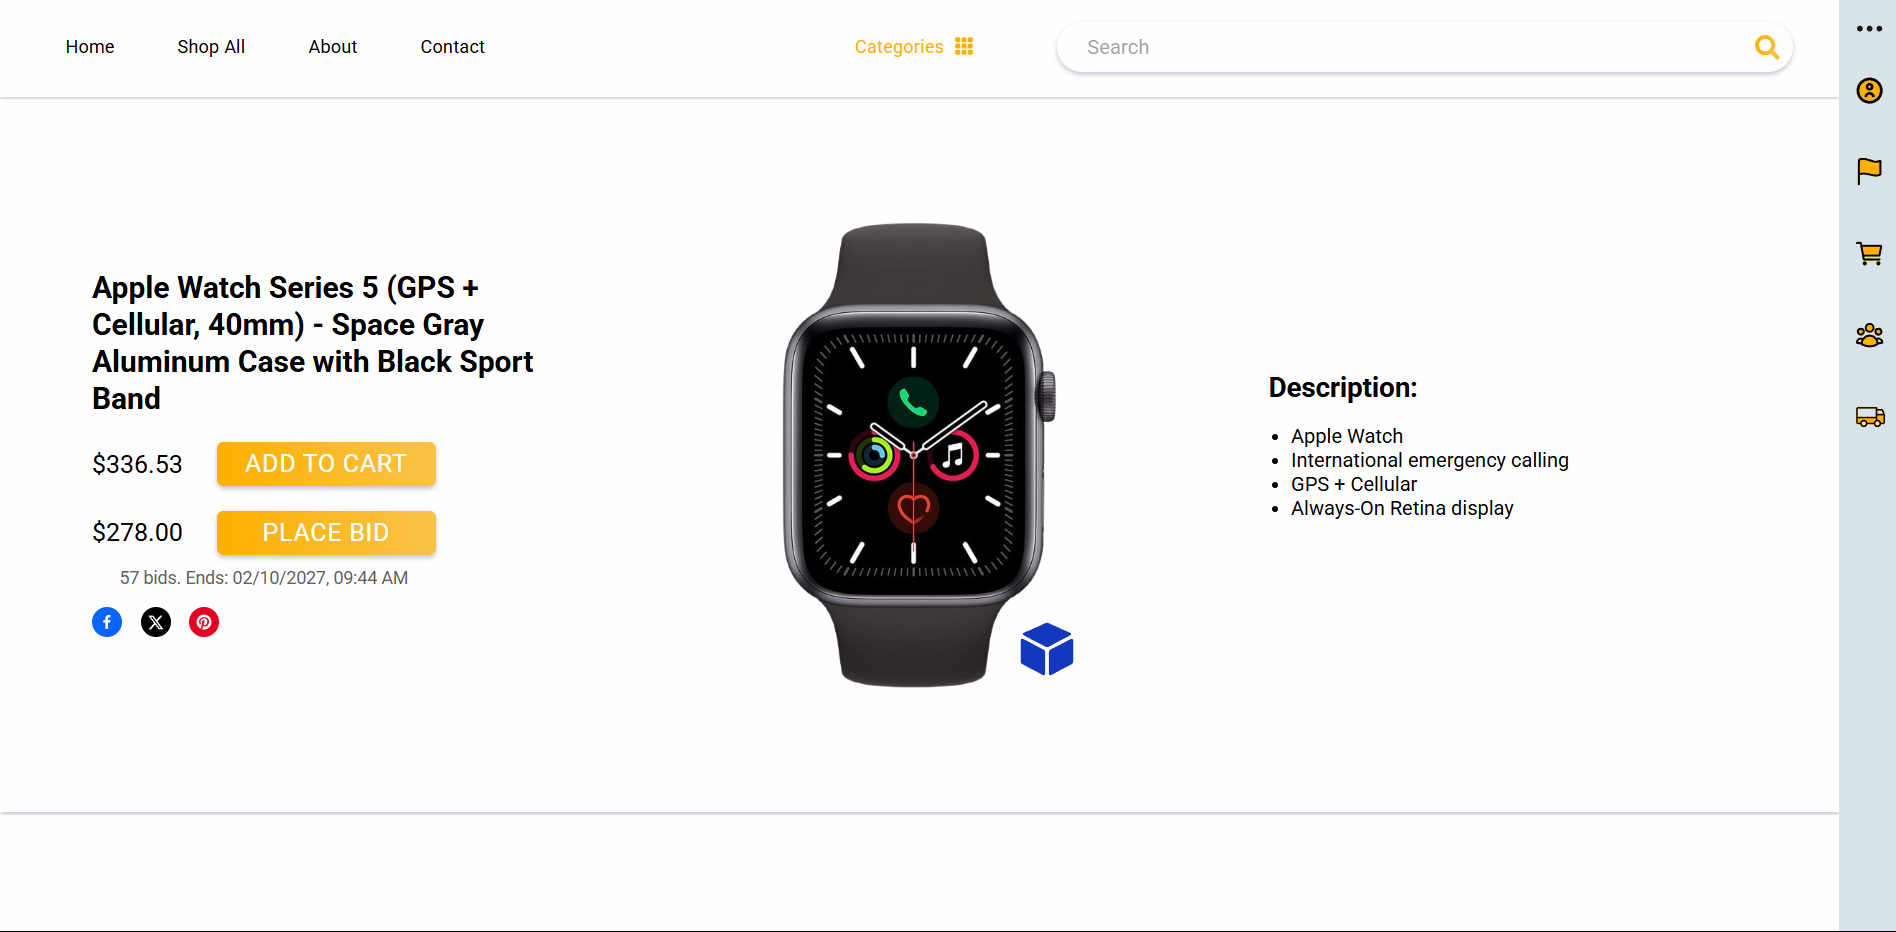 Home
Shop All
About
Contact
Categories
Search
Apple Watch Series 5 (GPS +
Cellular, 40mm) - Space Gray
Aluminum Case with Black Sport
Band
$336.53
ADD TO CART
$278.00
PLACE BID
57 bids. Ends: 02/10/2027, 09:44 AM
Description:
Apple Watch
International emergency calling
GPS + Cellular
Always-On Retina display